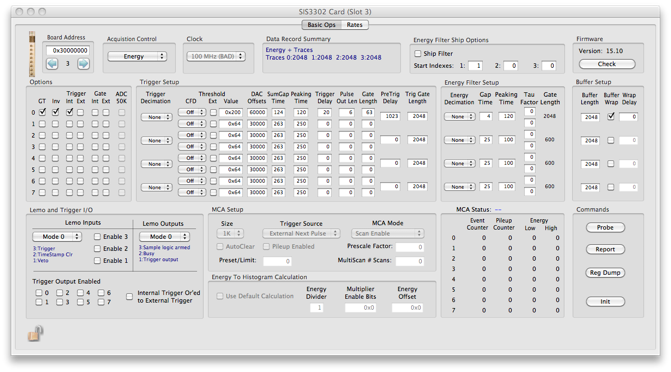 SIS3302 Card (Slot 3)
Basic Ops Rates
Board Address
0x30000000
3
Acquistion Control
Energy
Clock
100 MHz (BAD)
Data Record Summary
Energy + Traces
Traces 0:2048 1:2048 2:2048 3:2048
Energy Filter Ship Options
Ship Filter
Start Indexes: 1: 0 2: 0 3: 0
Firmware
Version: 15.10
Check
Options
Trigger Gate ADC
GT Inv Int Ext Int Ext 50K
0
1
2
3
4
5
6
7
Trigger Setup
Trigger Decimation
CFD
Threshold
Ext Value
DAC Offsets
SumGap Time
Peaking Time
Trigger Delay
Pulse Out Len
Gate Length
PreTrig Delay
Trig Gate Length
None Off 0x200 60000 124 120 20 6 63 1023 2048
Off 0x64 30000 263 250 0 0 0
None Off 0x64 30000 263 250 0 0 0 0 2048
Off 0x64 30000 263 250 0 0 0
None Off 0x64 30000 263 250 0 0 0 0 2048
Off 0x64 30000 263 250 0 0 0
None Off 0x64 30000 263 250 0 0 0 0 2048
Off 0x64 30000 263 250 0 0 0
Energy Filter Setup
Energy Decimation
Gap Time
Peaking Time
Tau Factor
Gate Length
None 4 120 0 2048
0
None 25 100 0 600
0
None 25 100 0 600
0
None 25 100 0 600
0
Buffer Setup
Buffer Length
Buffer Wrap
Wrap Delay
2048 0
2048 0
2048 0
2048 0
Lemo and Trigger I/O
Lemo Inputs
Mode 0
3:Trigger
2:TimeStamp Clr
1:Veto
Enable 3
Enable 2
Enable 1
Lemo Outputs
Mode 0
3:Sample logic armed
2:Busy
1:Trigger output
Trigger Output Enabled
0 2 4 6
1 3 5 7
Internal Trigger Or'ed
to External Trigger
MCA Setup
Size
1K
Trigger Source
External Next Pulse
MCA Mode
Scan Enable
AutoClear
Pileup Enabled
Prescale Factor: 0
Preset/Limit: 0
MultiScan # Scans: 0
Energy To Histogram Calculation
Use Default Calculation
Energy Divider
1
Multiplier Enable Bits
0x0
Energy Offset
0x0
MCA Status: ---
Event Counter
Pileup Counter
Energy
Low High
0 0 0 0 0
1 0 0 0 0
2 0 0 0 0
3 0 0 0 0
4 0 0 0 0
5 0 0 0 0
6 0 0 0 0
7 0 0 0 0
Commands
Probe
Report
Reg Dump
Init